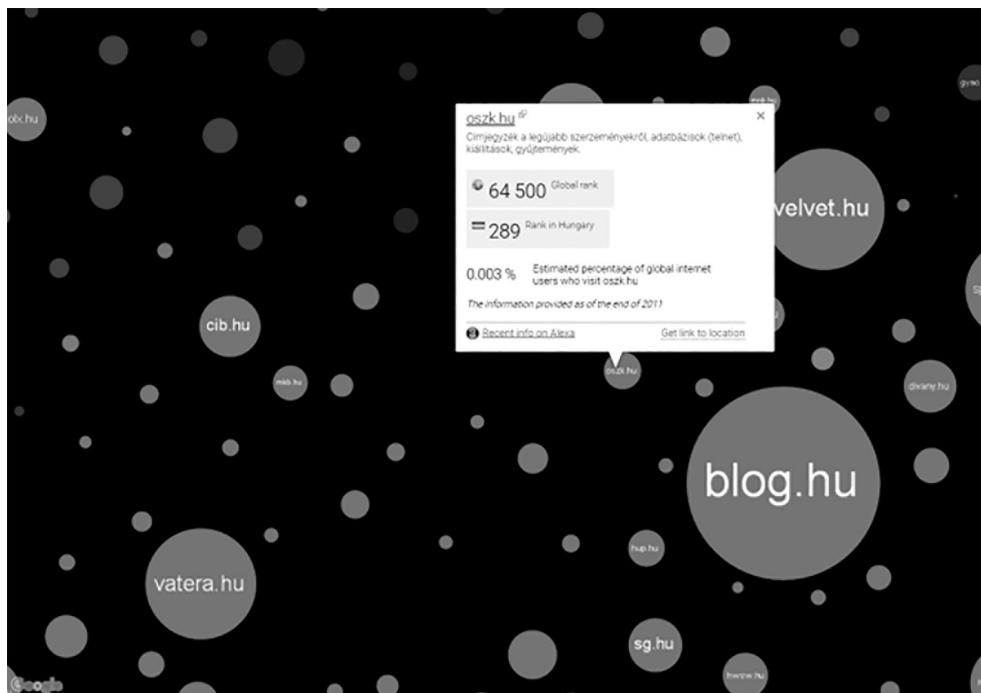 olx.hu
oszk.hu
Címjegyzék a legújabb szerzeményekről, adatbázisok (telnet),
kiállítások, gyűjtemények.
64 500 Global rank
289 Rank in Hungary
0.003 % Estimated percentage of global internet
users who visit oszk.hu
The information provided as of the end of 2011
Recent info on Alexa Get link to location
velvet.hu
cib.hu
mkb.hu
oszk.hu
divany.hu
blog.hu
hup.hu
vatera.hu
sg.hu
Google